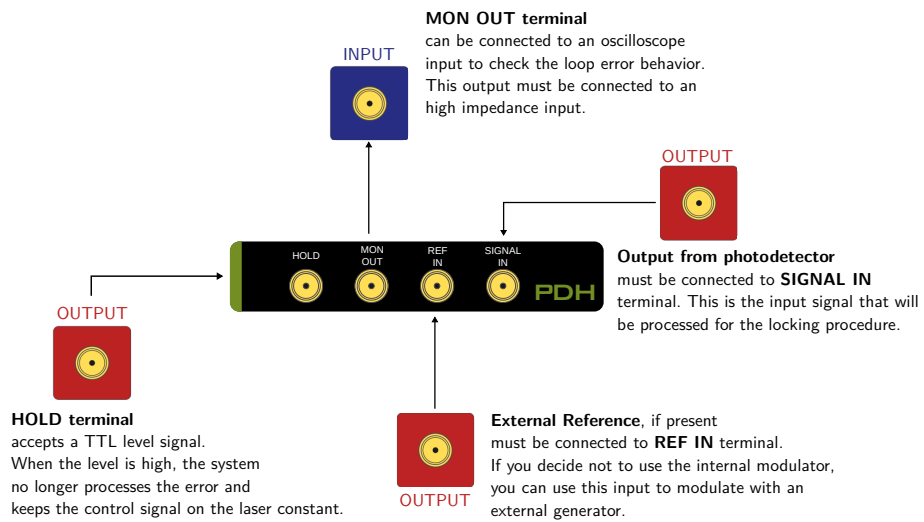 MON OUT terminal
can be connected to an oscilloscope
input to check the loop error behavior.
This output must be connected to an
high impedance input.
INPUT
OUTPUT
Output from photodetector
must be connected to SIGNAL IN
terminal. This is the input signal that will
be processed for the locking procedure.
HOLD
MON
OUT
REF
IN
SIGNAL
IN
PDH
OUTPUT
HOLD terminal
accepts a TTL level signal.
When the level is high, the system
no longer processes the error and
keeps the control signal on the laser constant.
OUTPUT
External Reference, if present
must be connected to REF IN terminal.
If you decide not to use the internal modulator,
you can use this input to modulate with an
external generator.